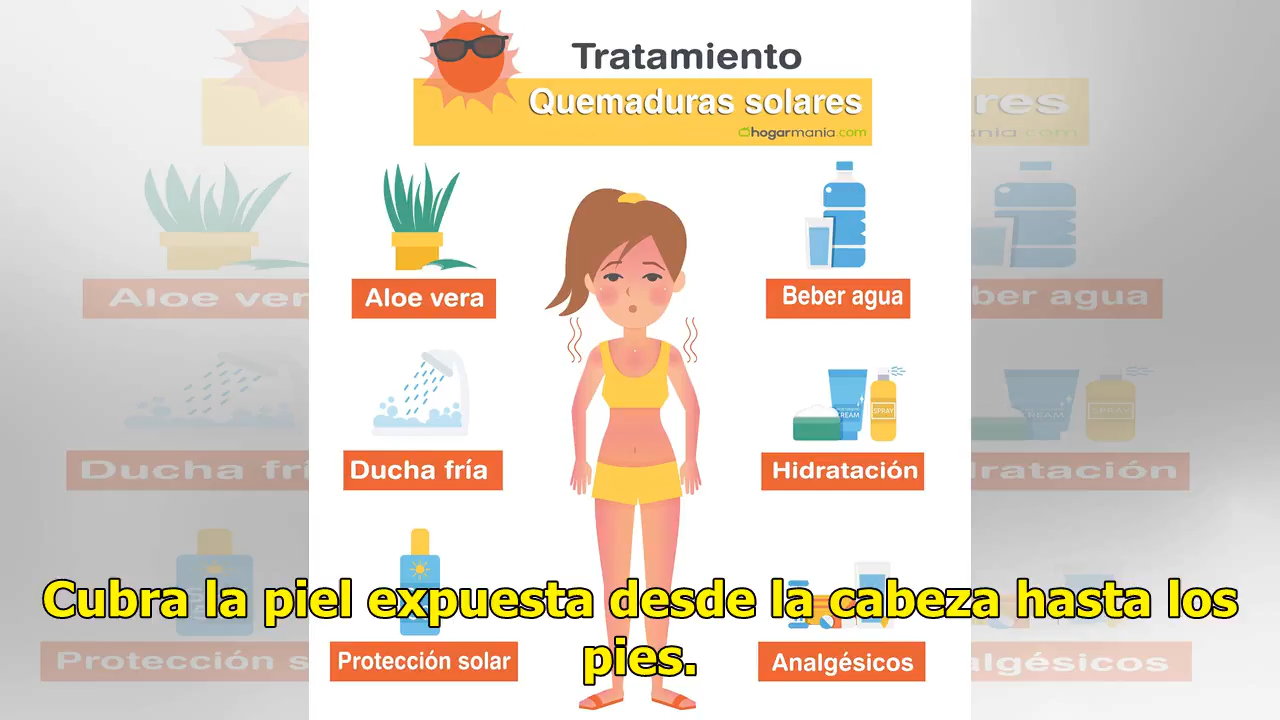 Tratamiento
Quemaduras solares
hogarmania.com
Aloe vera
Beber agua
CREAM
SPRAY
Ducha fría
Hidratación
Cubra la piel expuesta desde la cabeza hasta los
pies.
Protección solar
Analgésicos